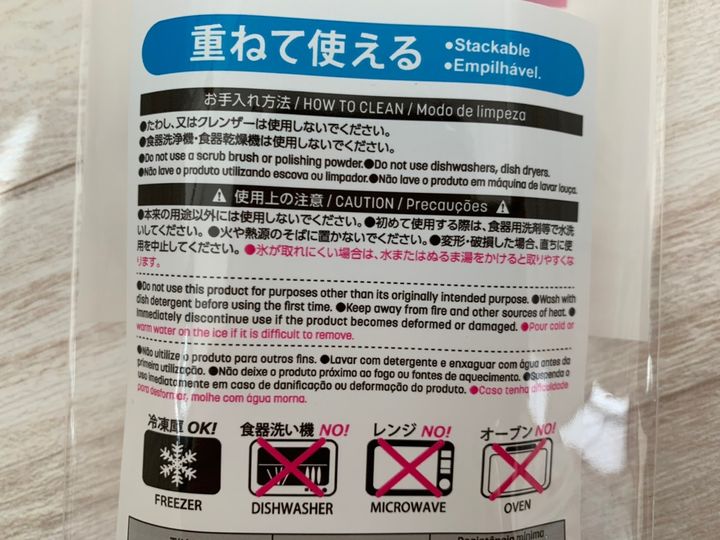 重ねて使える
●Stackable
●Empilhável.
お手入れ方法 / HOW TO CLEAN / Modo de limpeza
●たわし、又はクレンザーは使用しないでください。
●食器洗浄機・食器乾燥機は使用しないでください。
●Do not use a scrub brush or polishing powder.●Do not use dishwashers, dish dryers.
●Não lave o produto utilizando escova ou limpador.●Não lave o produto em máquina de lavar louça.
使用上の注意 / CAUTION / Precauções
●本来の用途以外には使用しないでください。●初めて使用する際は、食器用洗剤等で水洗
いしてください。●火や熱源のそばに置かないでください。●変形・破損した場合、直ちに使
用を中止してください。●氷が取れにくい場合は、水またはぬるま湯をかけると取りやすくな
ります。
●Do not use this product for purposes other than its originally intended purpose. ●Wash with
dish detergent before using the first time. ●Keep away from fire and other sources of heat. ●
Immediately discontinue use if the product becomes deformed or damaged. ●Pour cold or
warm water on the ice if it is difficult to remove.
●Não ultilize o produto para outros fins. ●Lavar com detergente e enxaguar com água antes da
primeira utilização. ●Não deixe o produto próximo ao fogo ou fontes de aquecimento. ●Suspenda o
uso imediatamente em caso de danificação ou deformação do produto. ●Caso tenha dificuldade
para desformar, molhe com água morna.
冷凍庫 OK! 食器洗い機 NO! レンジ NO! オーブン NO!
FREEZER DISHWASHER MICROWAVE OVEN
Resistência mínima